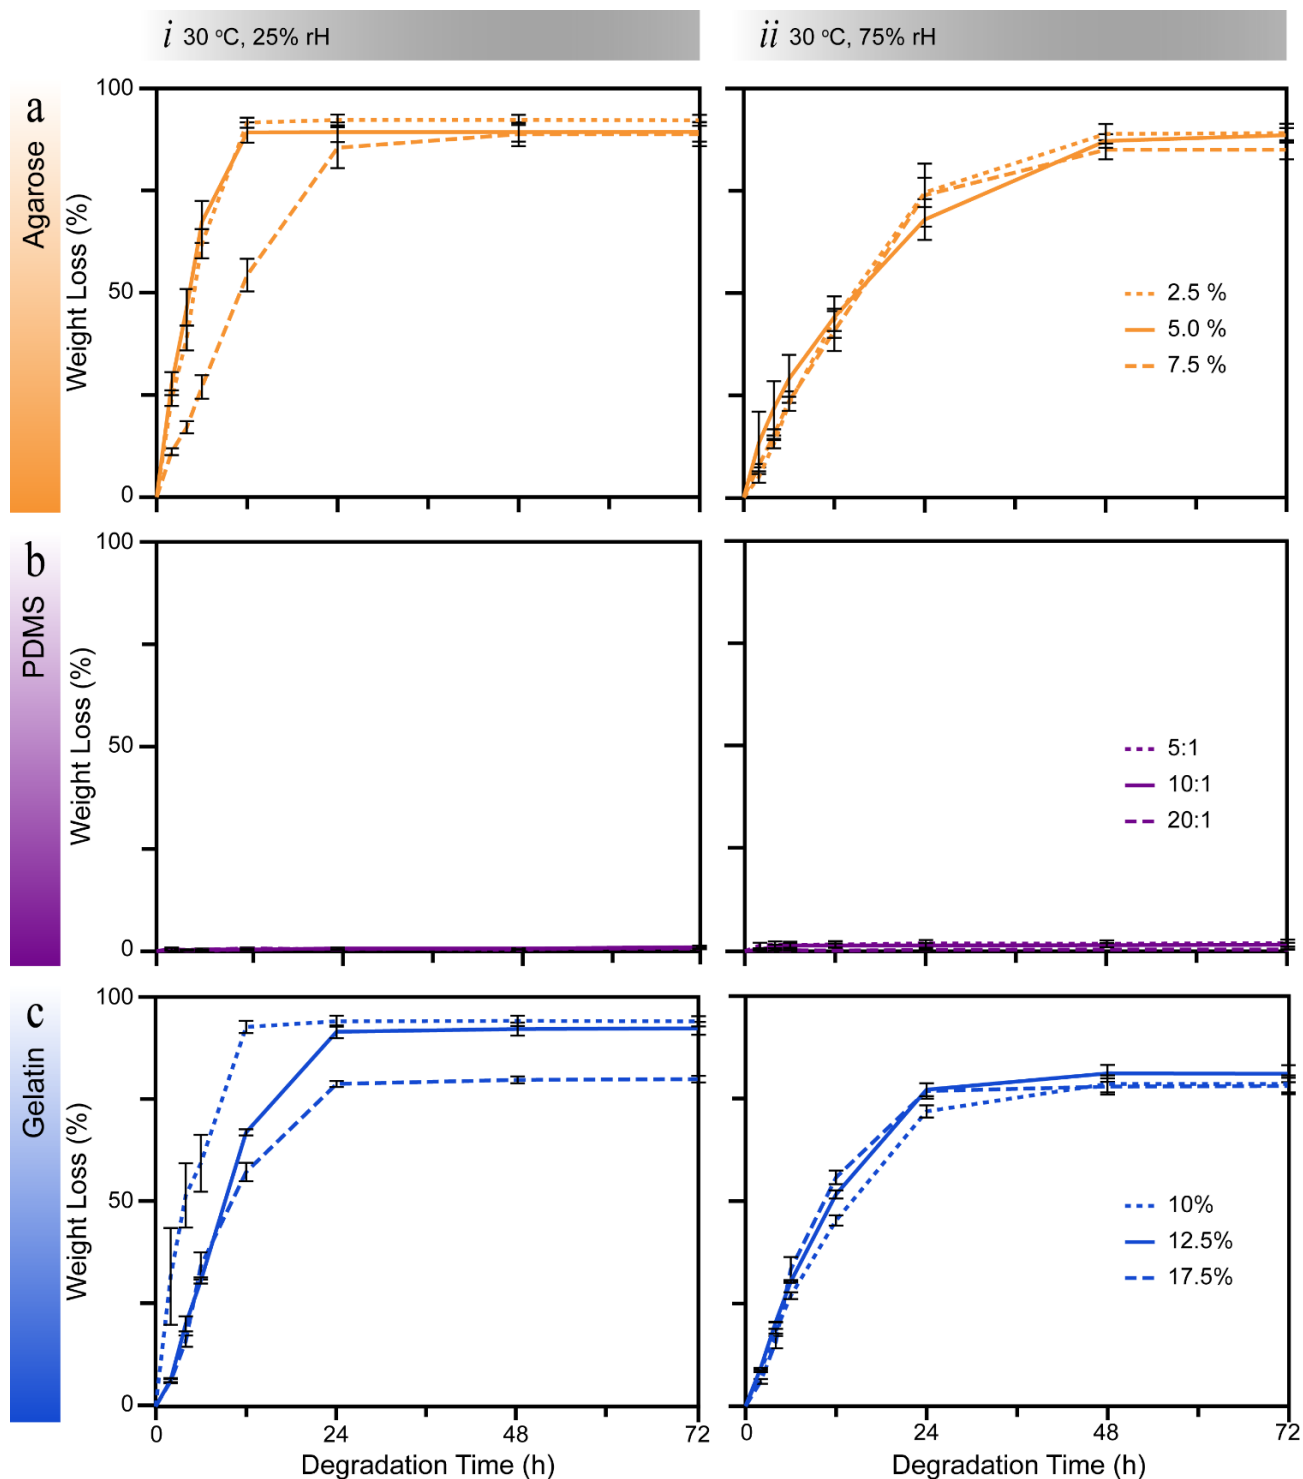 i 30 °C, 25% rH
ii 30 °C, 75% rH
a
Agarose
Weight Loss (%)
100
50
0
2.5 %
5.0 %
7.5 %
b
PDMS
Weight Loss (%)
100
50
0
5:1
10:1
20:1
c
Gelatin
Weight Loss (%)
100
50
0
10%
12.5%
17.5%
0 24 48 72
0 24 48 72
Degradation Time (h)
Degradation Time (h)